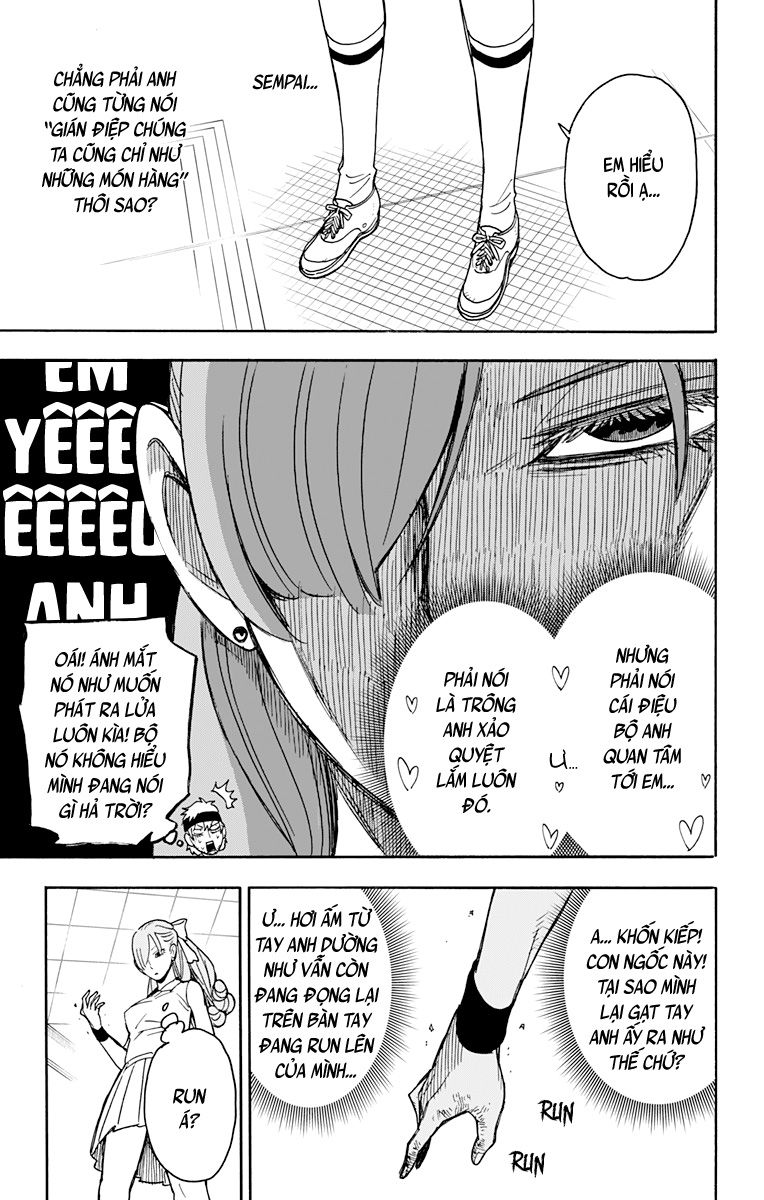 EM HIỂU
RỒI Ạ...
SEMPAI...
CHẲNG PHẢI ANH
CŨNG TỪNG NÓI
"GIÁN ĐIỆP CHÚNG
TA CŨNG CHỈ NHƯ
NHỮNG MÓN HÀNG"
THÔI SAO?
NHƯNG
PHẢI NÓI
CÁI ĐIỆU
BỘ ANH
QUAN TÂM
TỚI EM...
Ư...
PHẢI NÓI
LÀ TRÔNG
ANH XẢO
QUYỆT
LẮM LUÔN
ĐÓ.
EM
YÊÊÊ
ÊÊÊÊU
ANH
OÁI! ÁNH MẮT
NÓ NHƯ MUỐN
PHÁT RA LỬA
LUÔN KÌA! BỘ
NÓ KHÔNG HIỂU
MÌNH ĐANG NÓI
GÌ HẢ TRỜI?
A... KHỐN KIẾP!
CON NGỐC NÀY!
TẠI SAO MÌNH
LẠI GẠT TAY
ANH ẤY RA NHƯ
THẾ CHỨ?
RUN
RUN
Ư... HƠI ẤM TỪ
TAY ANH DƯỜNG
NHƯ VẪN CÒN
ĐANG ĐỌNG LẠI
TRÊN BÀN TAY
ĐANG RUN LÊN
CỦA MÌNH...
RUN
Á?